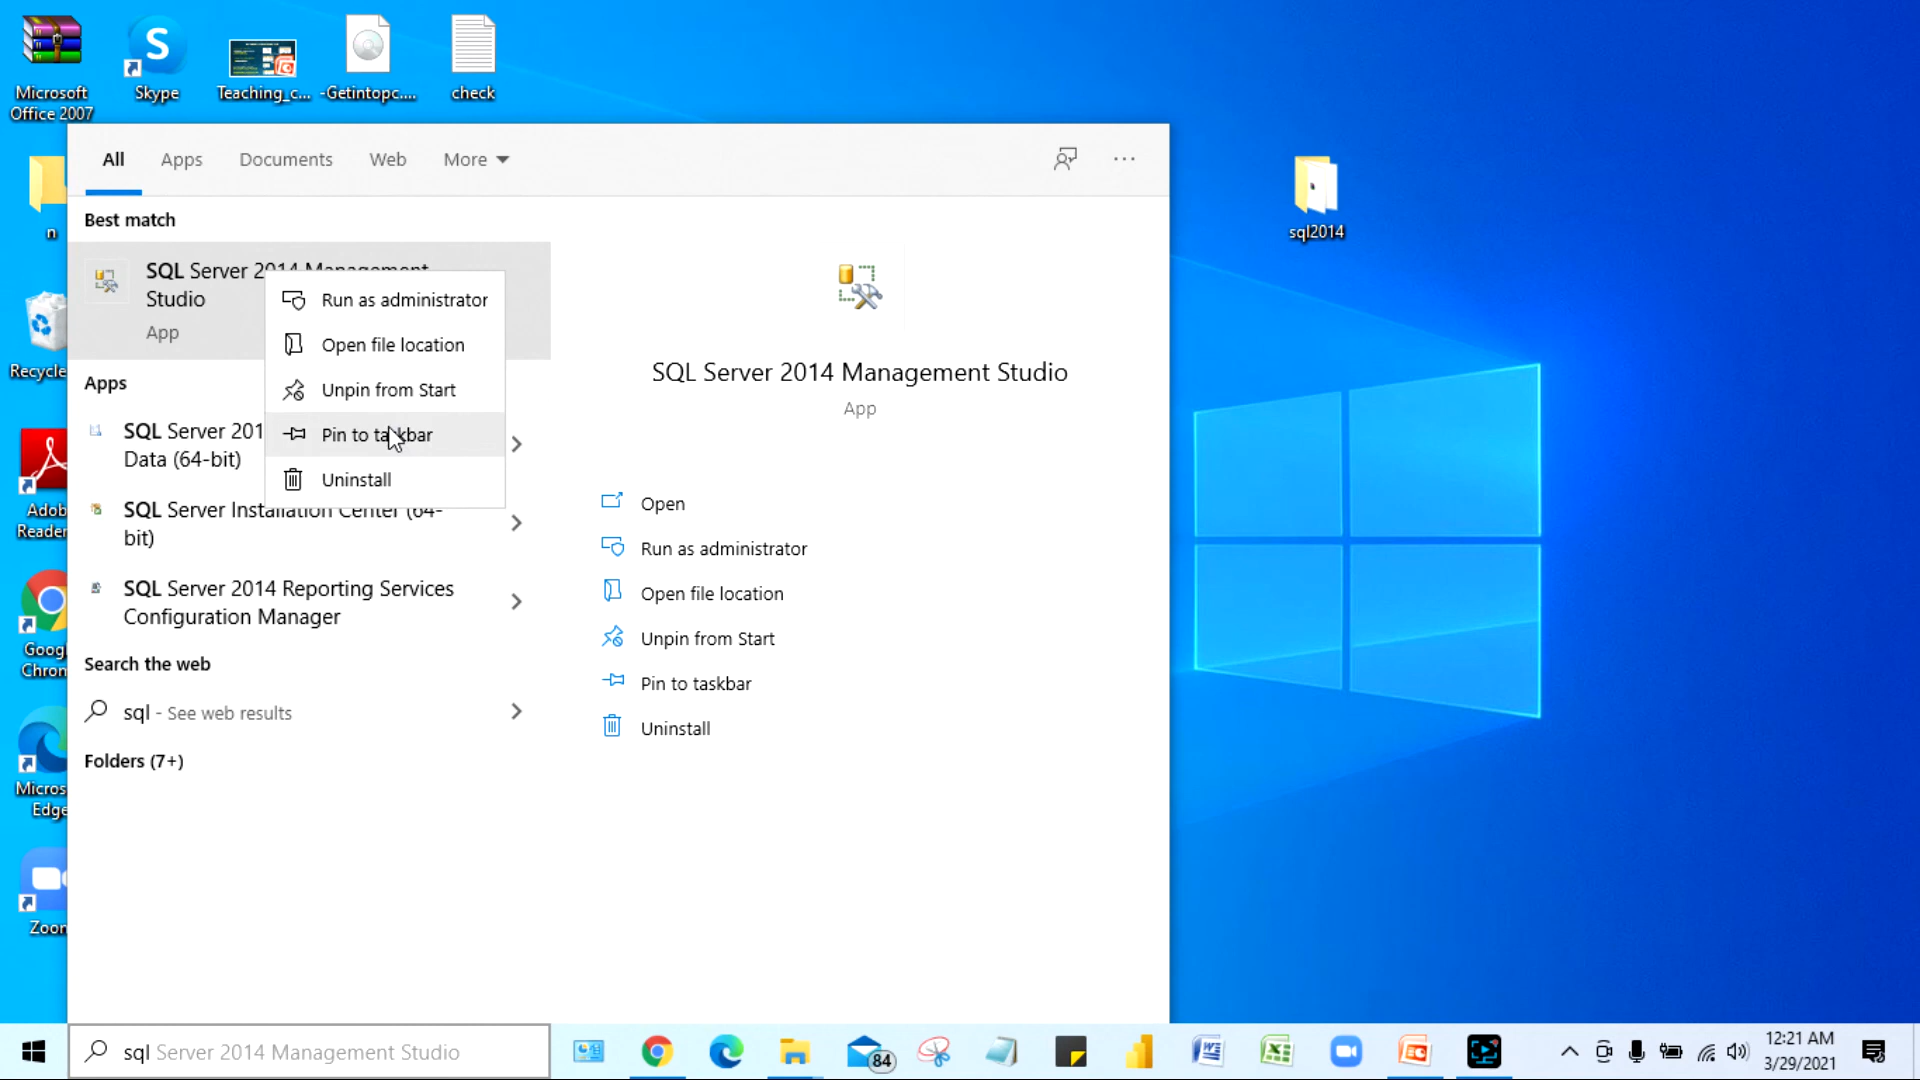 Microsoft
Office 2007
Skype
Teaching_c...
-Getintopc....
check
n
Recycle
Adob
Reader
Googl
Chrom
Micros
Edge
Zoom
sql2014
All
Apps
Documents
Web
More
Best match
SQL Server 2014 Management
Studio
App
Run as administrator
Open file location
Unpin from Start
Pin to taskbar
Uninstall
Apps
SQL Server 201
Data (64-bit)
SQL Server Installation Center (64-
bit)
SQL Server 2014 Reporting Services
Configuration Manager
Search the web
sql - See web results
Folders (7+)
SQL Server 2014 Management Studio
App
Open
Run as administrator
Open file location
Unpin from Start
Pin to taskbar
Uninstall
sql Server 2014 Management Studio
84
12:21 AM
3/29/2021